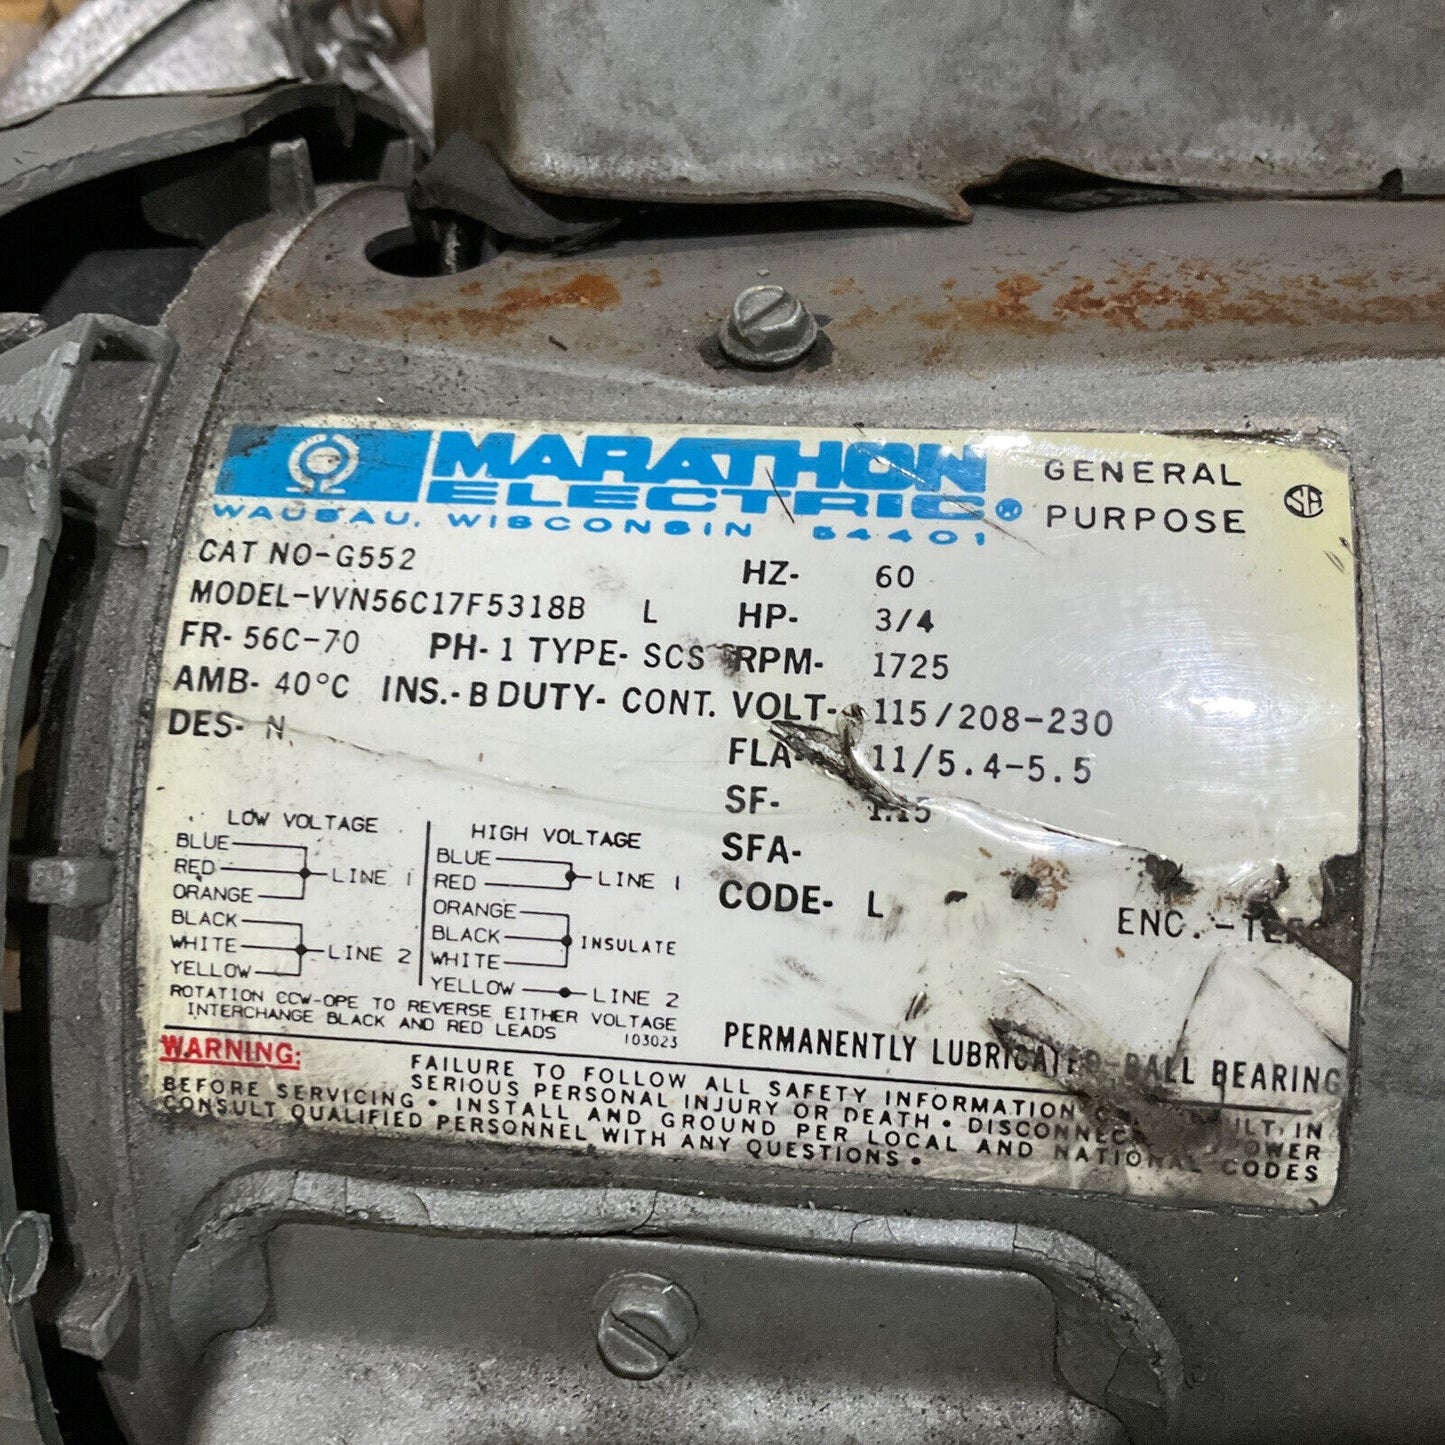 MARATHON
ELECTRIC®
WAUSAU, WISCONSIN 54401
GENERAL
PURPOSE
SA
CAT NO-G552
MODEL-VVN56C17F5318B L
FR- 56C-70 PH- 1 TYPE- SCS
AMB- 40°C INS.- B DUTY- CONT.
DES- N
HZ- 60
HP- 3/4
RPM- 1725
VOLT- 115/208-230
FLA- 11/5.4-5.5
SF- 1.15
SFA-
CODE- L
ENC.-
LOW VOLTAGE
BLUE
RED
ORANGE
LINE 1
BLACK
WHITE
YELLOW
LINE 2
HIGH VOLTAGE
BLUE
RED
LINE 1
ORANGE
BLACK
WHITE
INSULATE
YELLOW
LINE 2
ROTATION CCW-OPE TO REVERSE EITHER VOLTAGE
INTERCHANGE BLACK AND RED LEADS 103023
PERMANENTLY LUBRICATED BALL BEARING
WARNING: FAILURE TO FOLLOW ALL SAFETY INFORMATION IN
SERIOUS PERSONAL INJURY OR DEATH • DISCONNECT POWER
BEFORE SERVICING • INSTALL AND GROUND PER LOCAL AND NATIONAL CODES
CONSULT QUALIFIED PERSONNEL WITH ANY QUESTIONS •